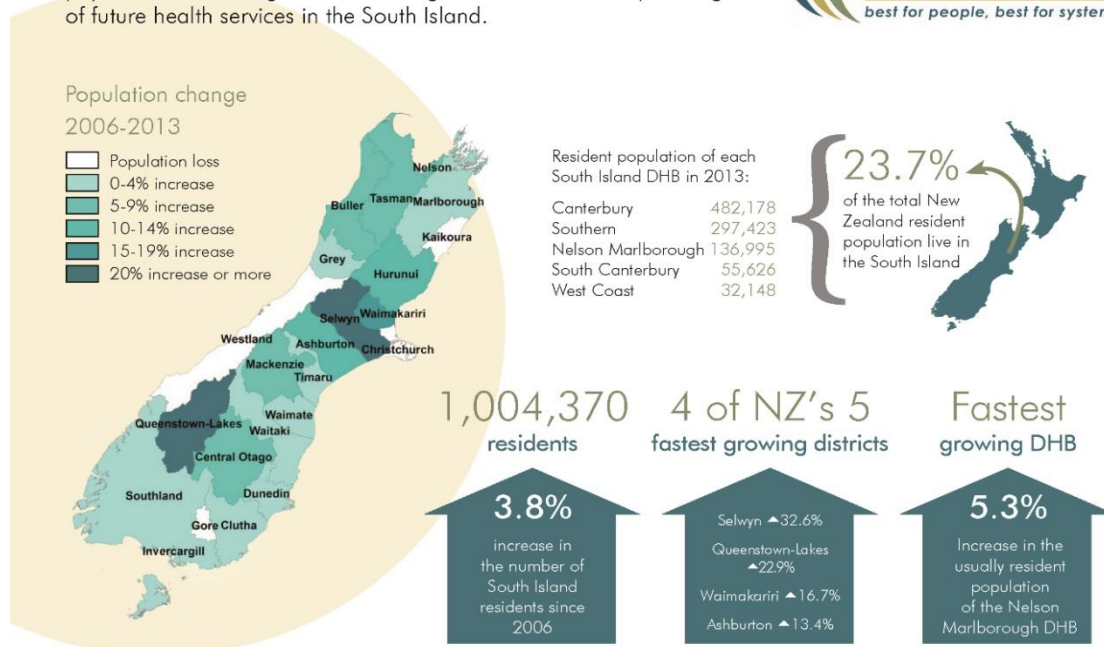 of future health services in the South Island.
best for people, best for system
Population change
2006-2013
Population loss
0-4% increase
5-9% increase
10-14% increase
15-19% increase
20% increase or more
Nelson
Tasman
Marlborough
Buller
Kaikoura
Grey
Hurunui
Selwyn
Waimakariri
Westland
Ashburton
Christchurch
Mackenzie
Timaru
Waimate
Queenstown-Lakes
Waitaki
Central Otago
Southland
Dunedin
Gore
Clutha
Invercargill
Resident population of each
South Island DHB in 2013:
Canterbury 482,178
Southern 297,423
Nelson Marlborough 136,995
South Canterbury 55,626
West Coast 32,148
23.7%
of the total New
Zealand resident
population live in
the South Island
1,004,370
residents
3.8%
increase in
the number of
South Island
residents since
2006
4 of NZ's 5
fastest growing districts
Selwyn ▲32.6%
Queenstown-Lakes
▲22.9%
Waimakariri ▲16.7%
Ashburton ▲13.4%
Fastest
growing DHB
5.3%
Increase in the
usually resident
population
of the Nelson
Marlborough DHB